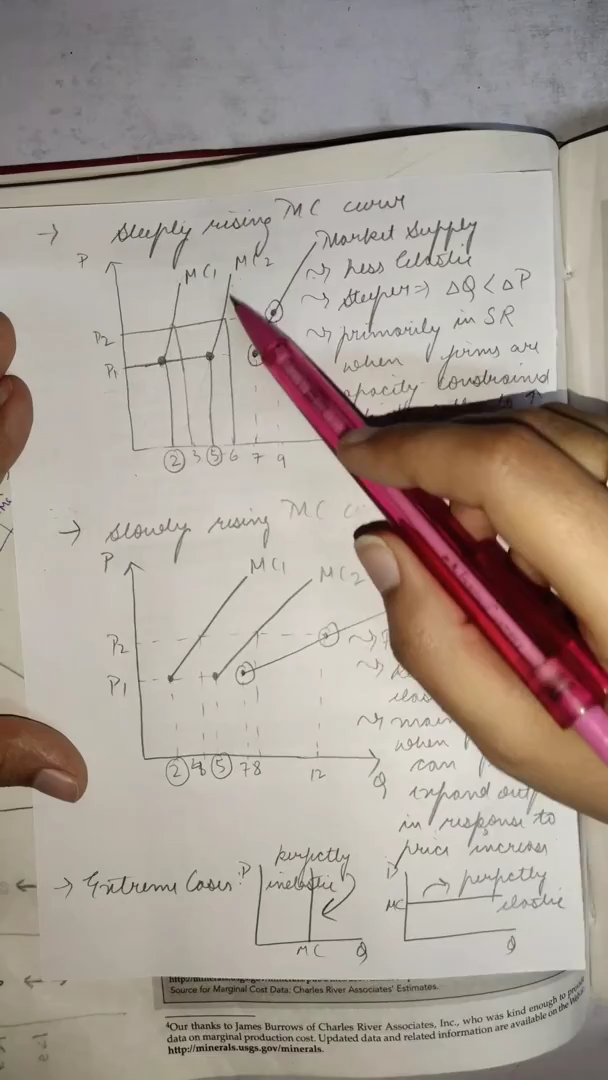 → Steeply rising MC curve
P
MC1
MC2
Market Supply
~> Less Elastic
~> Steeper => ΔQ < ΔP
~> primarily in SR
when firms are
capacity constrained
P2
P1
2 3 5 6 7 9
→ Slowly rising MC
P
MC1
MC2
P2
P1
2 5 7 8 12
Q
~>
~>
~>
when
can
expand out
in response to
price increase
→ Extreme Cases:
P
perfectly
inelastic
MC
Q
P
→ perfectly
elastic
MC
Q
Source for Marginal Cost Data: Charles River Associates' Estimates.
4Our thanks to James Burrows of Charles River Associates, Inc., who was kind enough to provide
data on marginal production cost. Updated data and related information are available on the
http://minerals.usgs.gov/minerals.